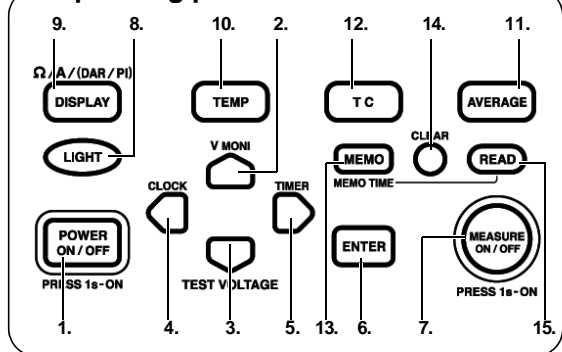 9. 8. 10. 2. 12. 14. 11.
Ω/A/(DAR/PI)
DISPLAY TEMP T C AVERAGE
V MONI CLEAR
LIGHT MEMO READ
CLOCK TIMER MEMO TIME
POWER ON/OFF ENTER MEASURE ON/OFF
PRESS 1s-ON TEST VOLTAGE PRESS 1s-ON
1. 4. 3. 5. 13. 6. 7. 15.